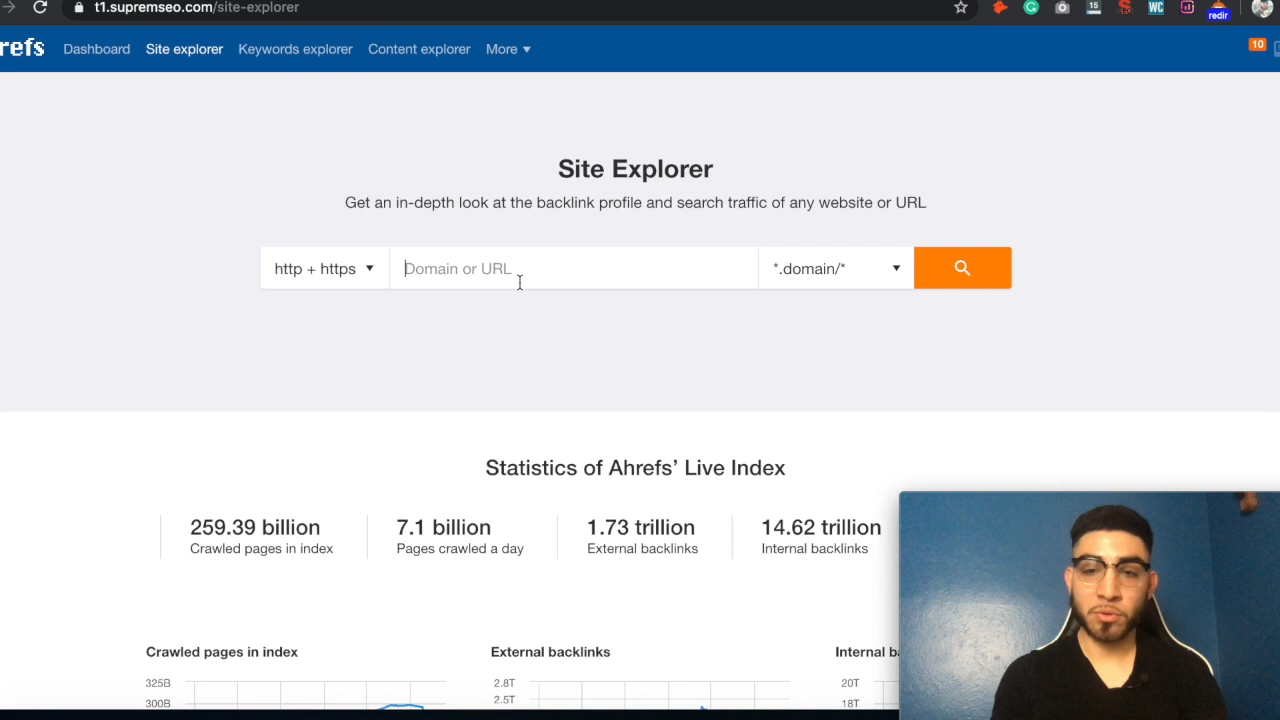 t1.supremseo.com/site-explorer
15
WC
redir
refs Dashboard Site explorer Keywords explorer Content explorer More 10
Site Explorer
Get an in-depth look at the backlink profile and search traffic of any website or URL
http + https Domain or URL *.domain/*
Statistics of Ahrefs’ Live Index
259.39 billion 7.1 billion 1.73 trillion 14.62 trillion
Crawled pages in index Pages crawled a day External backlinks Internal backlinks
Crawled pages in index External backlinks Internal b
325B 2.8T 20T
300B 2.5T 18T